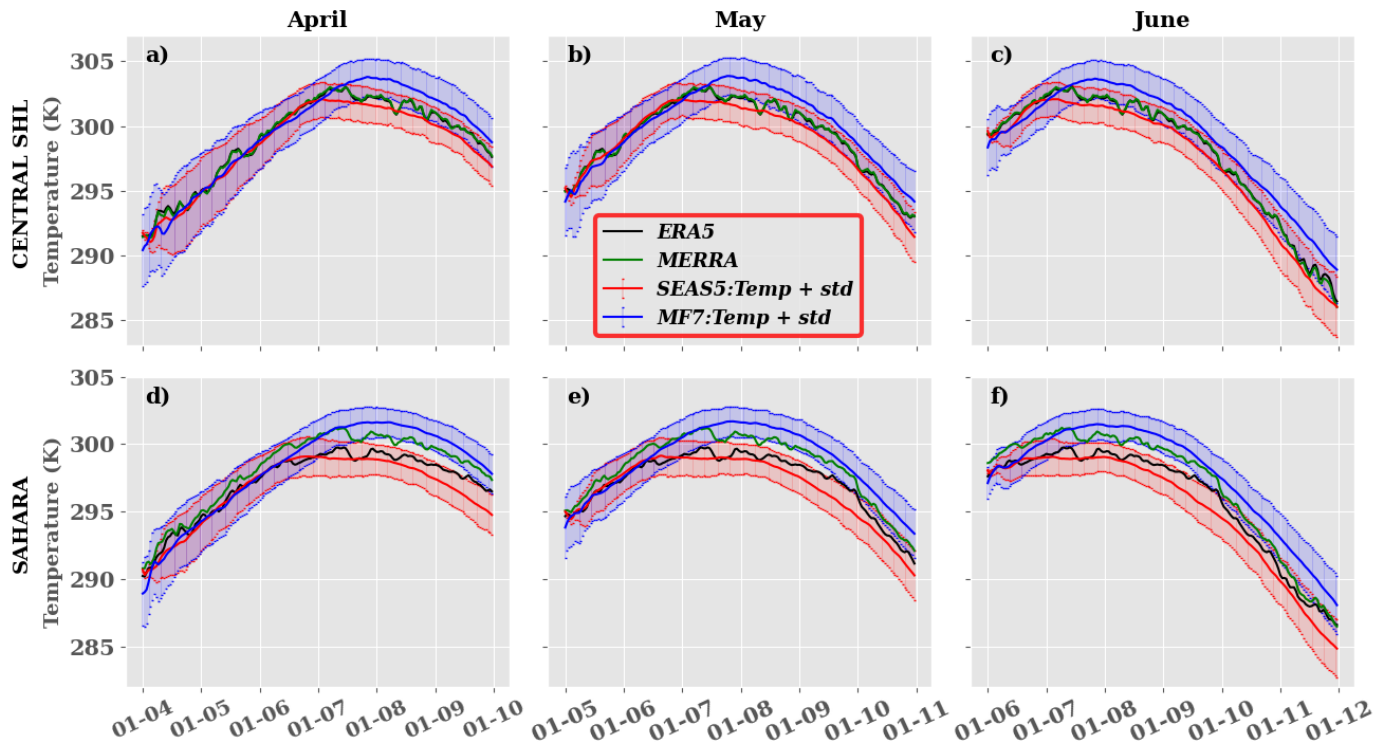 April May June
CENTRAL SHL
Temperature (K)
a) b) c)
305
300
295
290
285
ERA5
MERRA
SEAS5:Temp + std
MF7:Temp + std
SAHARA
Temperature (K)
d) e) f)
305
300
295
290
285
01-04 01-05 01-06 01-07 01-08 01-09 01-10 01-05 01-06 01-07 01-08 01-09 01-10 01-11 01-06 01-07 01-08 01-09 01-10 01-11 01-12